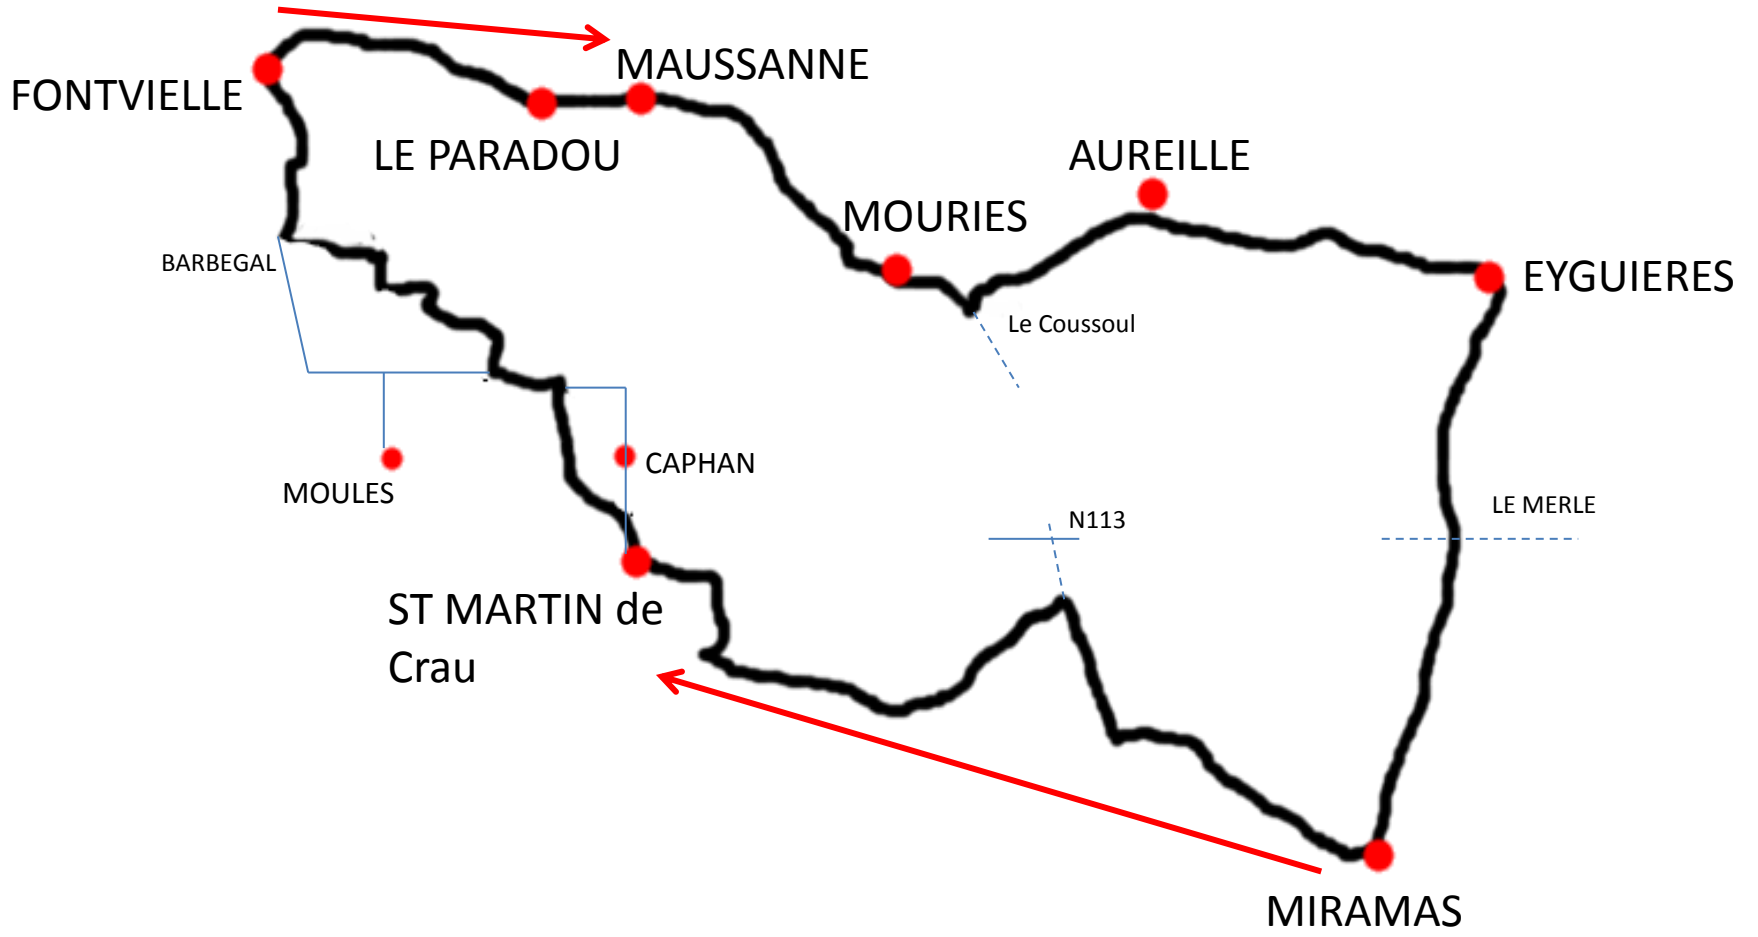 MAUSSANNE
FONTVIELLE
LE PARADOU
AUREILLE
MOURIES
BARBEGAL
EYGUIERES
Le Coussoul
CAPHAN
MOULES
LE MERLE
N113
ST MARTIN de
Crau
MIRAMAS